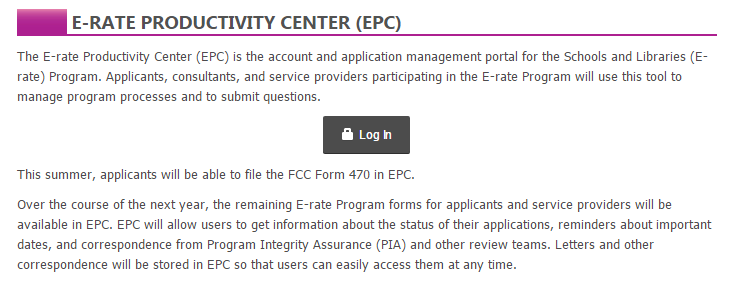 E-RATE PRODUCTIVITY CENTER (EPC)
The E-rate Productivity Center (EPC) is the account and application management portal for the Schools and Libraries (E-
rate) Program. Applicants, consultants, and service providers participating in the E-rate Program will use this tool to
manage program processes and to submit questions.
Log In
This summer, applicants will be able to file the FCC Form 470 in EPC.
Over the course of the next year, the remaining E-rate Program forms for applicants and service providers will be
available in EPC. EPC will allow users to get information about the status of their applications, reminders about important
dates, and correspondence from Program Integrity Assurance (PIA) and other review teams. Letters and other
correspondence will be stored in EPC so that users can easily access them at any time.